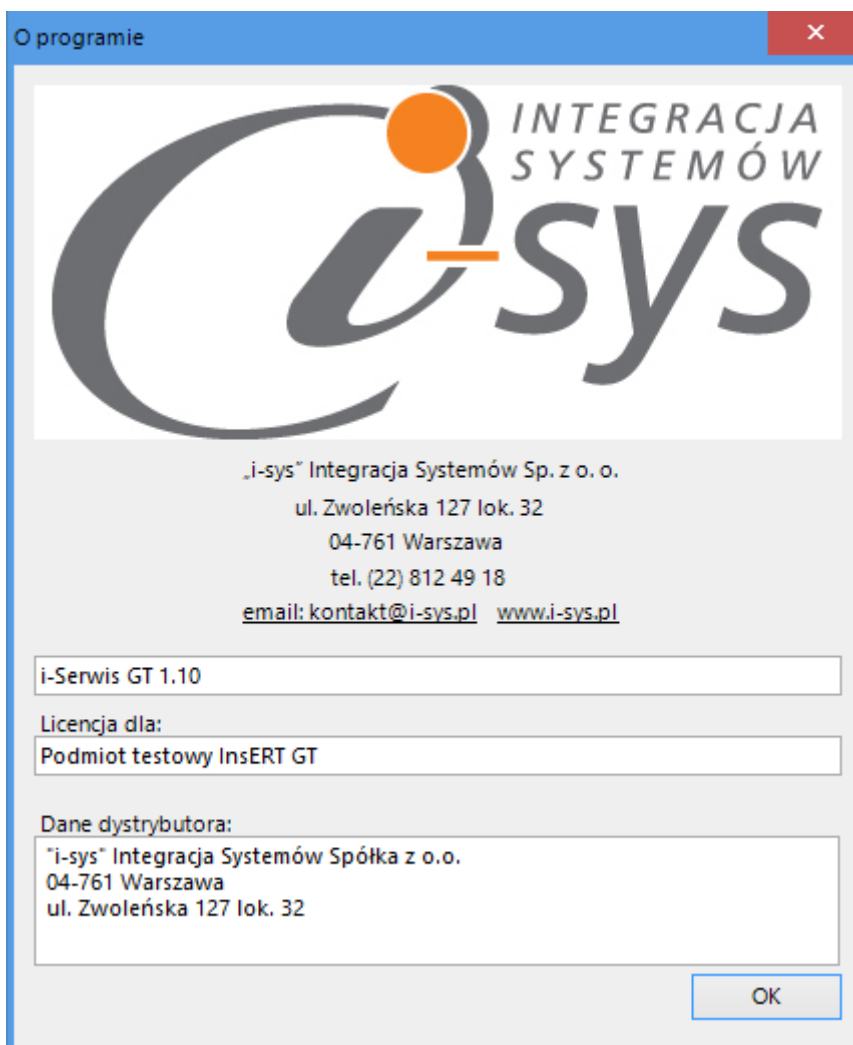 O programie
INTEGRACJA
SYSTEMÓW
i-sys
„i-sys" Integracja Systemów Sp. z o. o.
ul. Zwoleńska 127 lok. 32
04-761 Warszawa
tel. (22) 812 49 18
email: kontakt@i-sys.pl www.i-sys.pl
i-Serwis GT 1.10
Licencja dla:
Podmiot testowy InsERT GT
Dane dystrybutora:
"i-sys" Integracja Systemów Spółka z o.o.
04-761 Warszawa
ul. Zwoleńska 127 lok. 32
OK